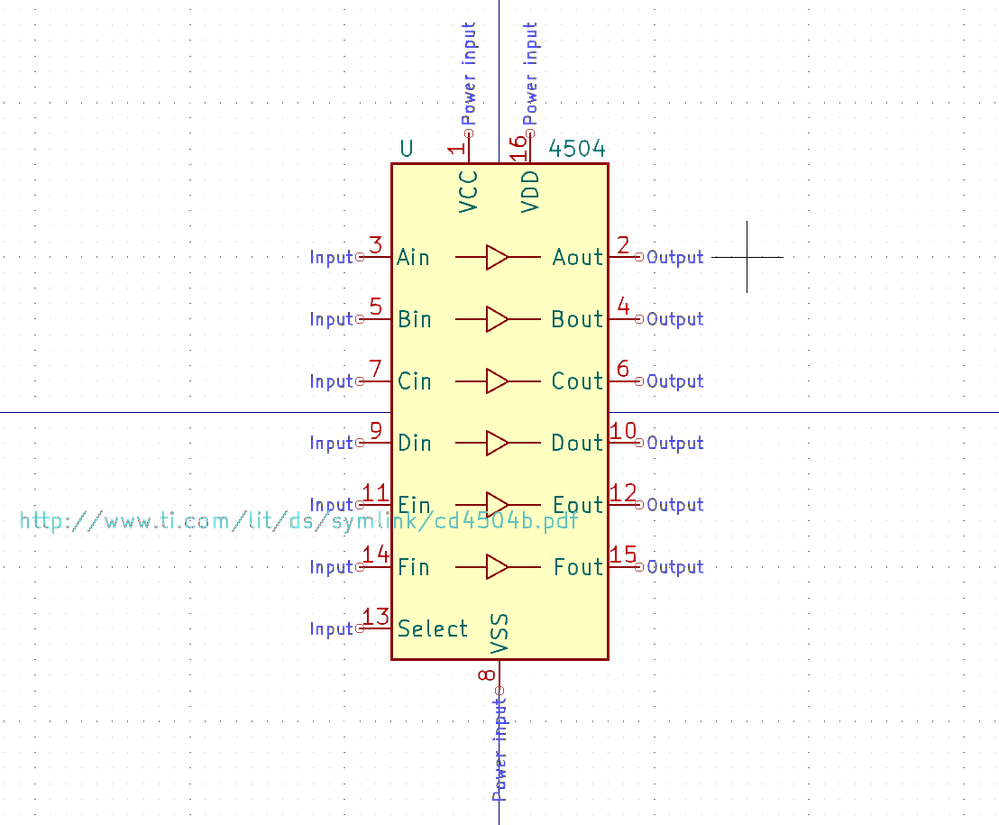 Power input Power input
U 1 16 4504
VCC VDD
Input 3 Ain Aout 2 Output
Input 5 Bin Bout 4 Output
Input 7 Cin Cout 6 Output
Input 9 Din Dout 10 Output
Input 11 Ein Eout 12 Output
http://www.ti.com/lit/ds/symlink/cd4504b.pdf
Input 14 Fin Fout 15 Output
Input 13 Select VSS
8
Power input